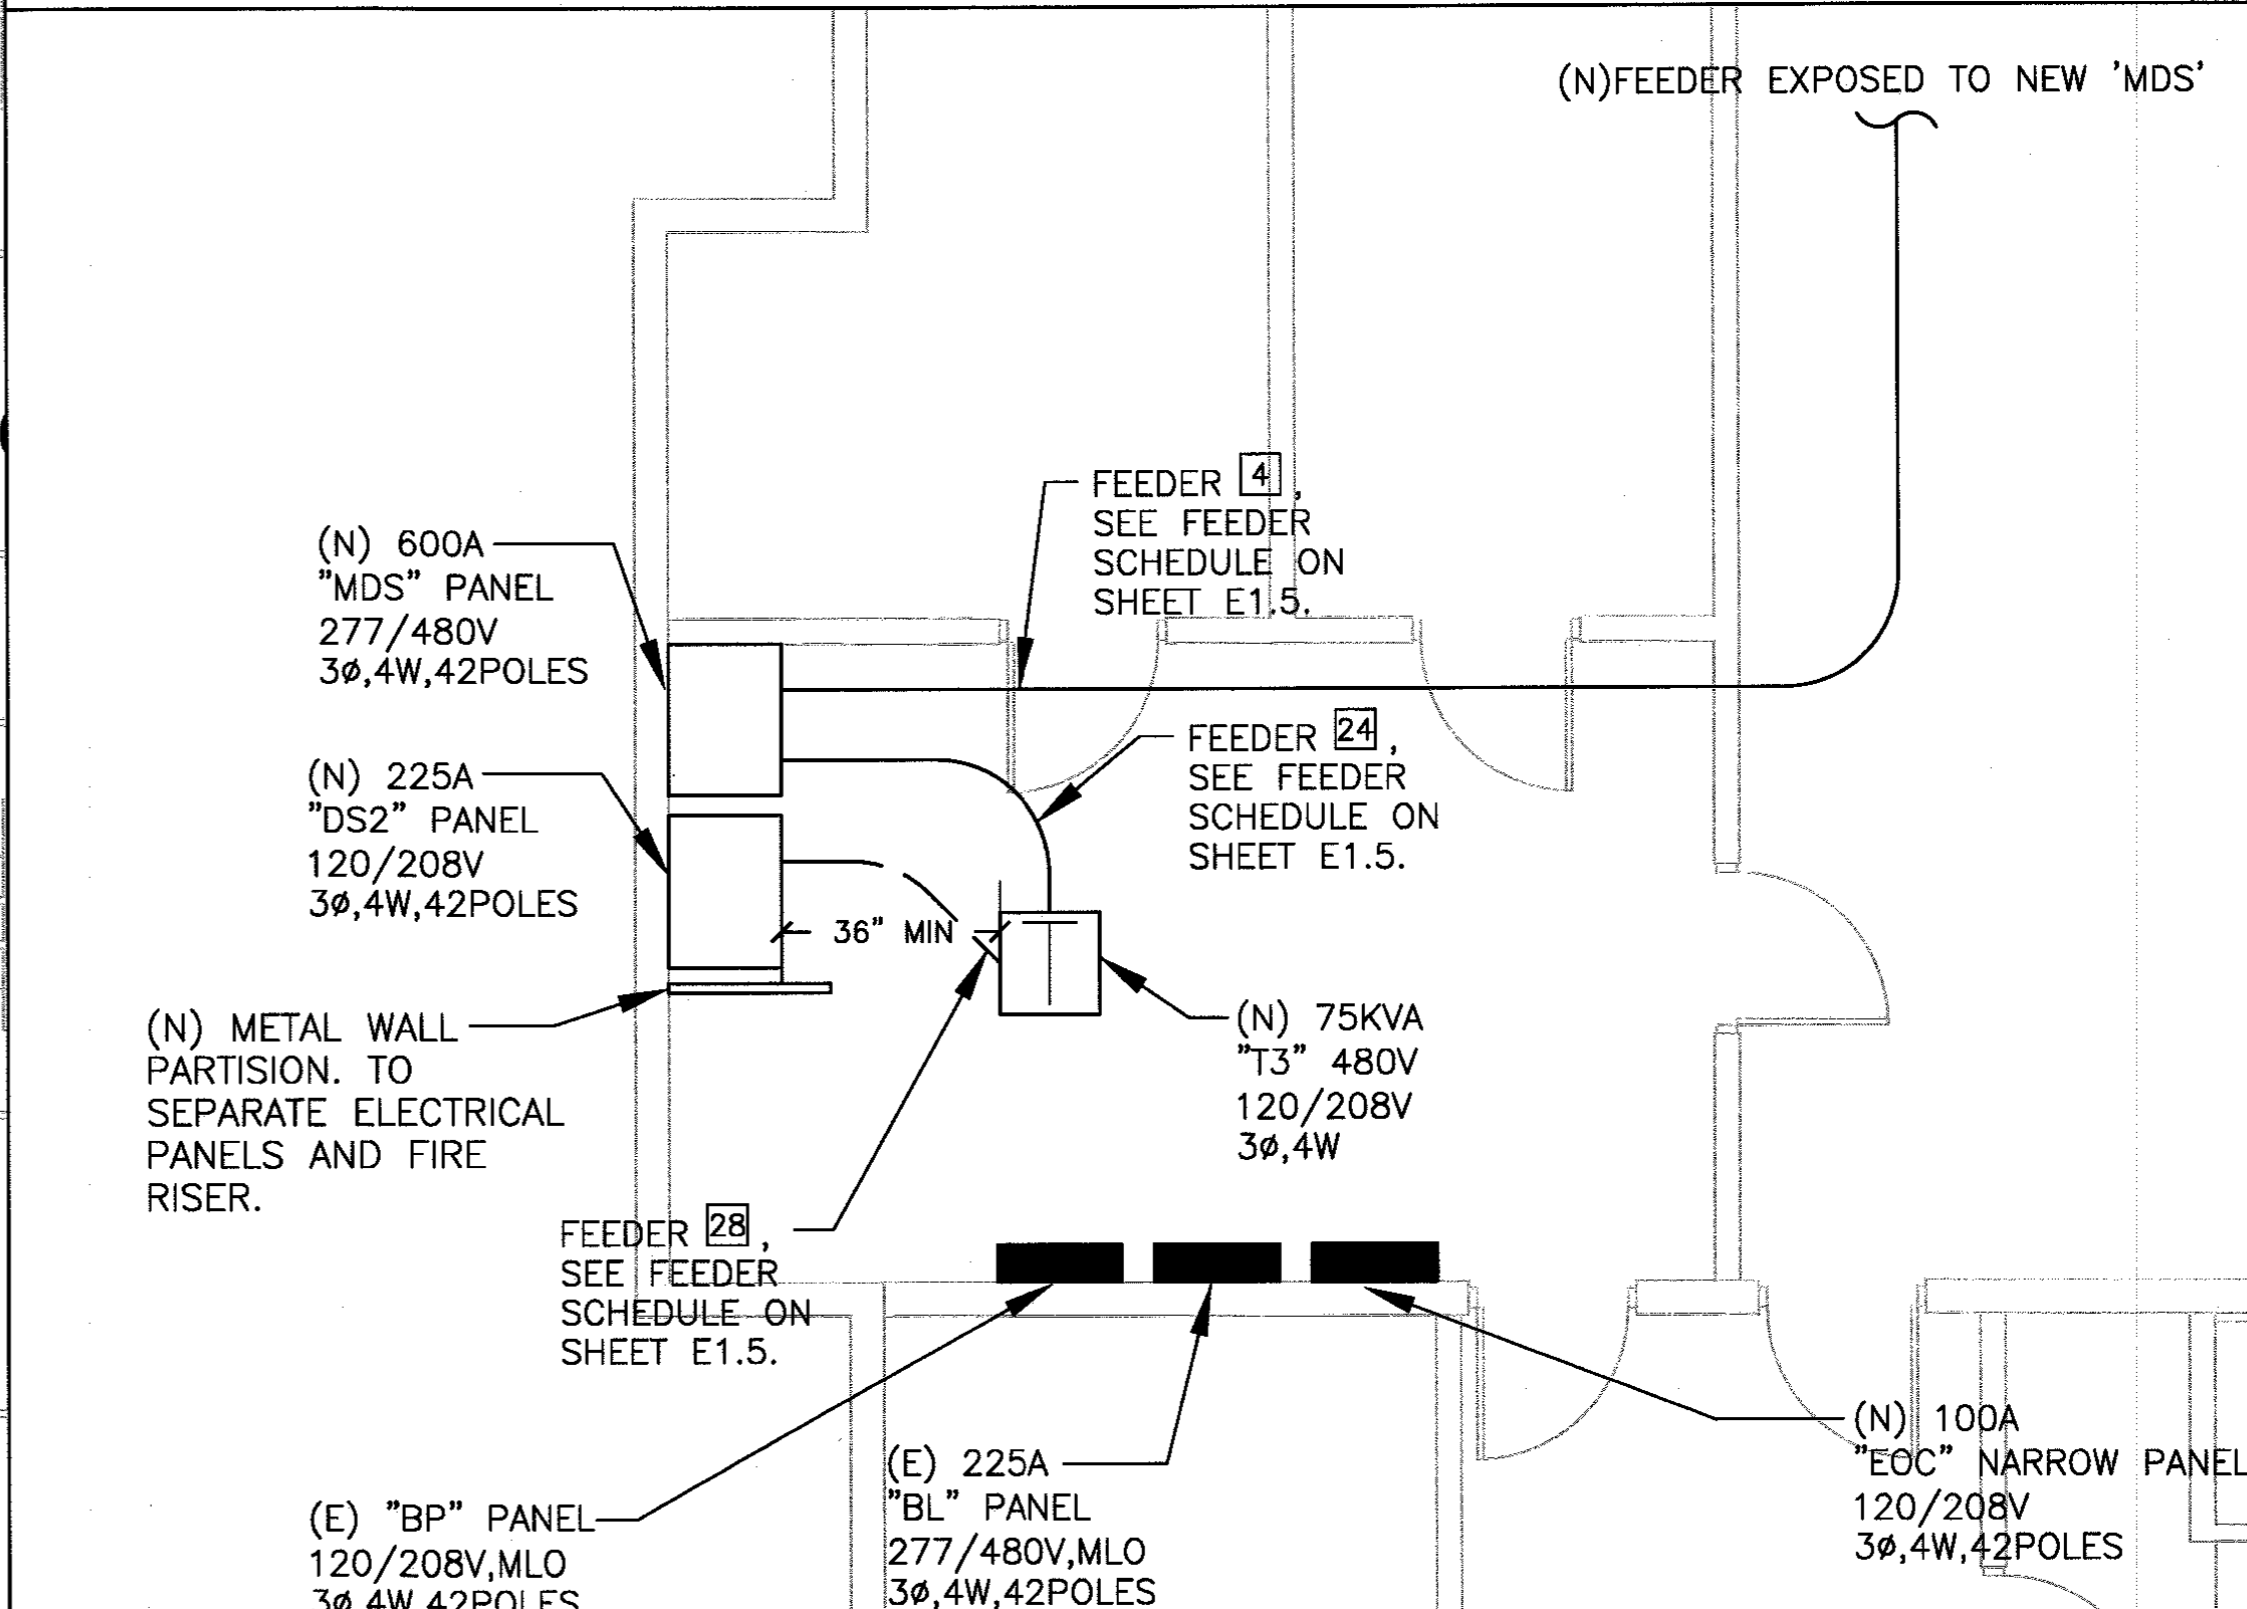 (N)FEEDER EXPOSED TO NEW 'MDS'
FEEDER 4,
SEE FEEDER
SCHEDULE ON
SHEET E1.5.
(N) 600A
"MDS" PANEL
277/480V
3ø,4W,42POLES
FEEDER 24,
SEE FEEDER
SCHEDULE ON
SHEET E1.5.
(N) 225A
"DS2" PANEL
120/208V
3ø,4W,42POLES
36" MIN
(N) METAL WALL
PARTISION. TO
SEPARATE ELECTRICAL
PANELS AND FIRE
RISER.
(N) 75KVA
"T3" 480V
120/208V
3ø,4W
FEEDER 28,
SEE FEEDER
SCHEDULE ON
SHEET E1.5.
(E) "BP" PANEL
120/208V,MLO
3ø,4W,42POLES
(E) 225A
"BL" PANEL
277/480V,MLO
3ø,4W,42POLES
(N) 100A
"EOC" NARROW PANEL
120/208V
3ø,4W,42POLES